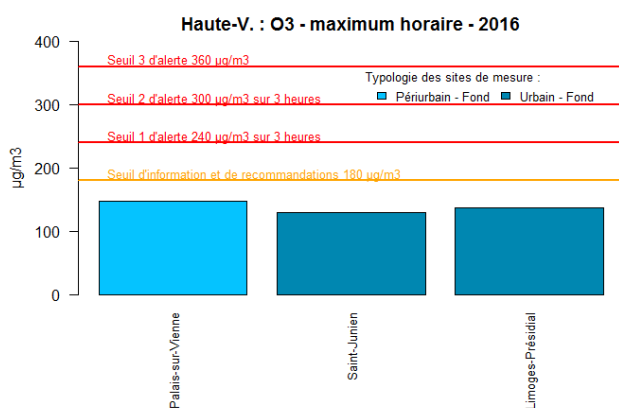 Haute-V. : O3 - maximum horaire - 2016
400
300
200
100
0
µg/m3
Seuil 3 d'alerte 360 µg/m3
Typologie des sites de mesure :
Périurbain - Fond
Urbain - Fond
Seuil 2 d'alerte 300 µg/m3 sur 3 heures
Seuil 1 d'alerte 240 µg/m3 sur 3 heures
Seuil d'information et de recommandations 180 µg/m3
Palais-sur-Vienne
Saint-Junien
Limoges-Présidial